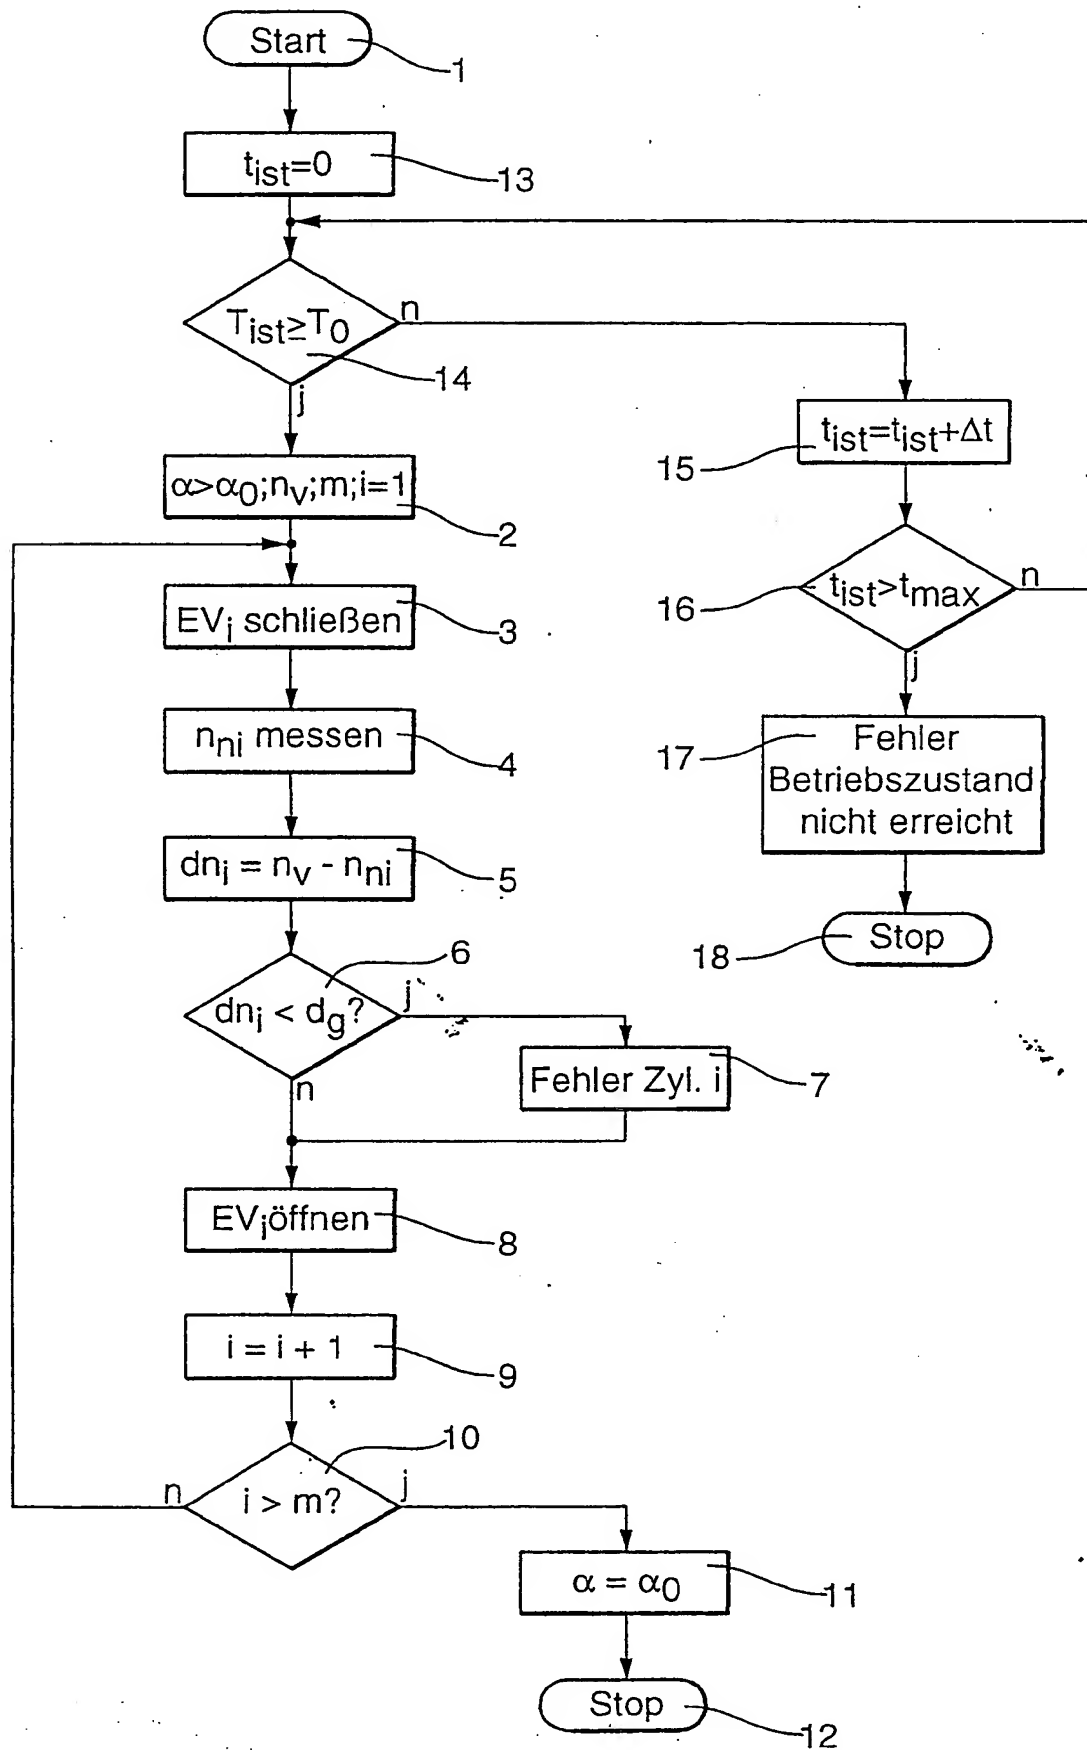 Start
1
t_ist=0
13
T_ist≥T_0
n
14
j
t_ist=t_ist+Δt
15
α>α_0;n_v;m;i=1
2
t_ist>t_max
n
16
j
EV_i schließen
3
n_ni messen
4
17
Fehler
Betriebszustand
nicht erreicht
dn_i = n_v - n_ni
5
Stop
18
6
dn_i < d_g?
j
n
Fehler Zyl. i
7
EV_i öffnen
8
i = i + 1
9
10
n
i > m?
j
α = α_0
11
Stop
12